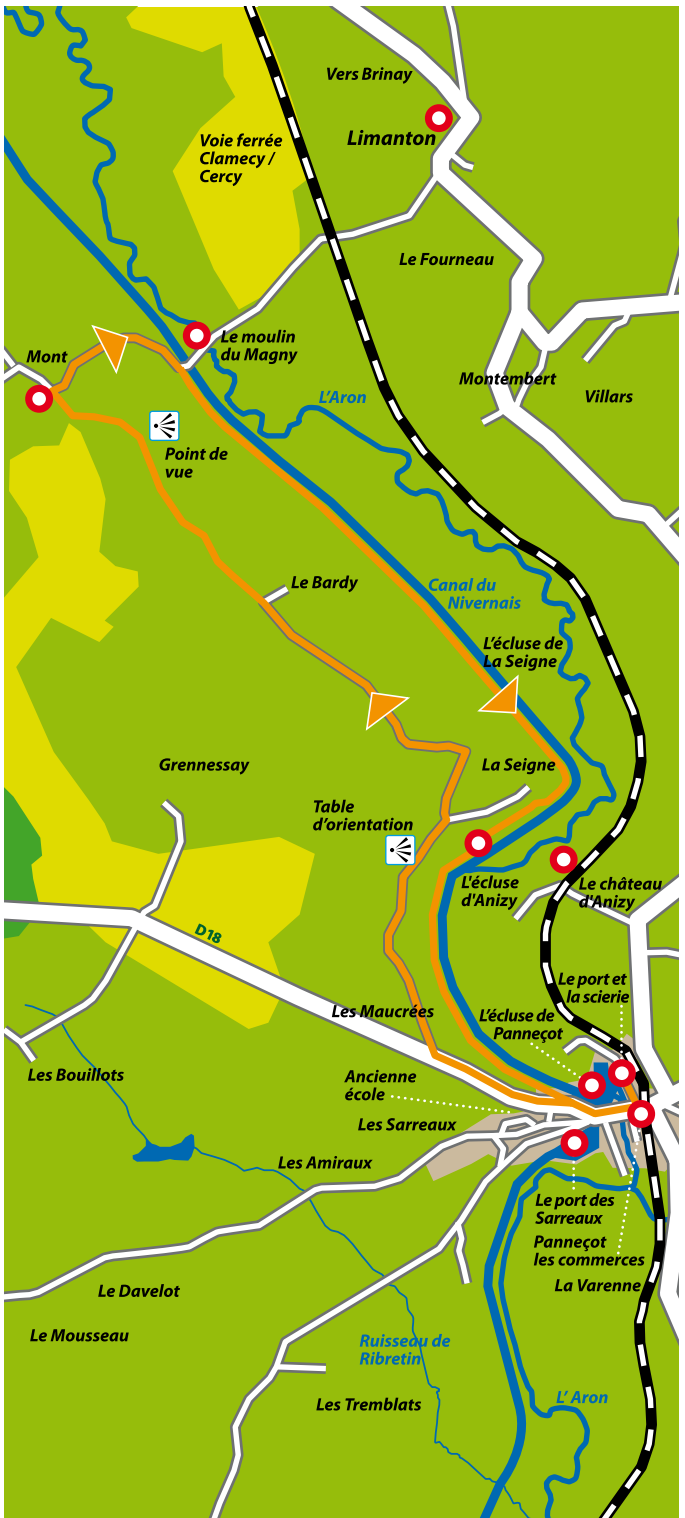 Vers Brinay
Limanton
Voie ferrée
Clamecy /
Cercy
Le Fourneau
Le moulin
du Magny
Mont
Montembert
Villars
L'Aron
Point de
vue
Le Bardy
Canal du
Nivernais
L'écluse de
La Seigne
Grennessay
La Seigne
Table
d'orientation
L'écluse
d'Anizy
Le château
d'Anizy
D18
Le port et
la scierie
Les Maucrées
L'écluse de
Panneçot
Les Bouillots
Ancienne
école
Les Sarreaux
Les Amiraux
Le port des
Sarreaux
Panneçot
les commerces
La Varenne
Le Davelot
Le Mousseau
Ruisseau de
Ribretin
Les Tremblats
L' Aron